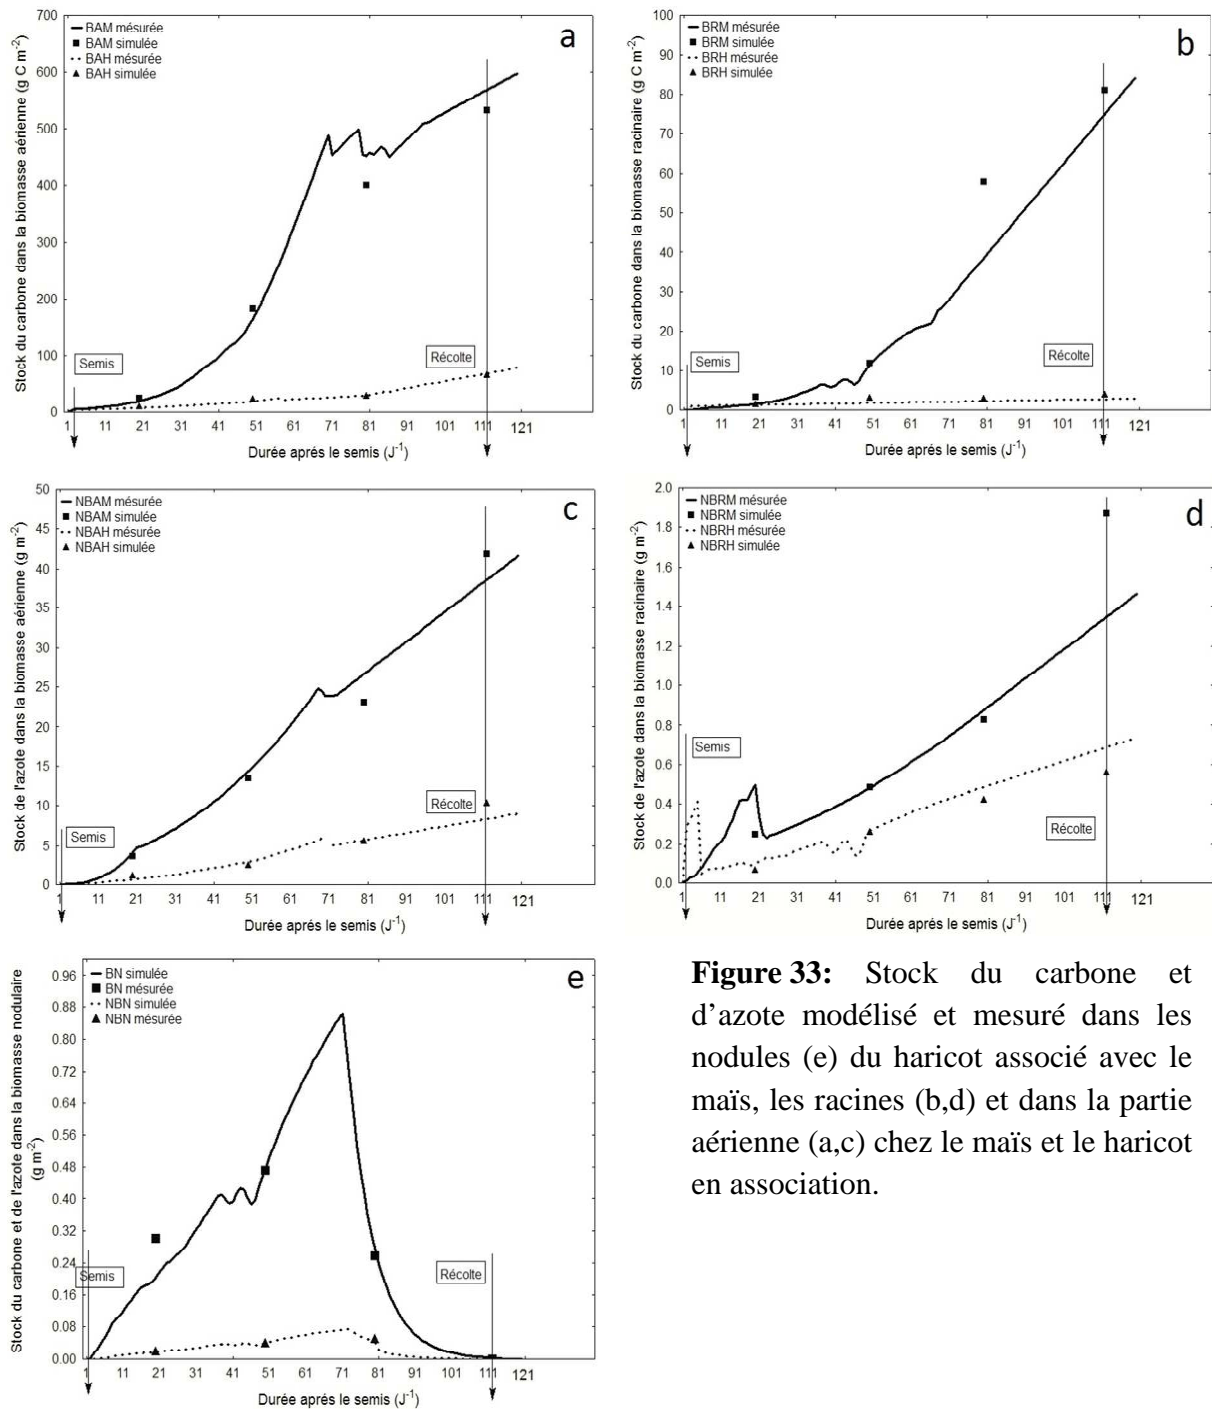 700
600
500
400
300
200
100
0
Stock du carbone dans la biomasse aérienne (g C m⁻²)
BAM mésurée
BAM simulée
BAH mésurée
BAH simulée
a
Semis
Récolte
1 11 21 31 41 51 61 71 81 91 101 111 121
Durée aprés le semis (J⁻¹)
100
90
80
70
60
50
40
30
20
10
0
Stock du carbone dans la biomasse racinaire (g C m⁻²)
BRM mésurée
BRM simulée
BRH mésurée
BRH simulée
b
Semis
Récolte
1 11 21 31 41 51 61 71 81 91 101 111 121
Durée aprés le semis (J⁻¹)
50
45
40
35
30
25
20
15
10
5
0
Stock de l'azote dans la biomasse aérienne (g m⁻²)
NBAM mésurée
NBAM simulée
NBAH mésurée
NBAH simulée
c
Semis
Récolte
1 11 21 31 41 51 61 71 81 91 101 111 121
Durée aprés le semis (J⁻¹)
2.0
1.8
1.6
1.4
1.2
1.0
0.8
0.6
0.4
0.2
0.0
Stock de l'azote dans la biomasse racinaire (g m⁻²)
NBRM mésurée
NBRM simulée
NBRH mésurée
NBRH simulée
d
Semis
Récolte
1 11 21 31 41 51 61 71 81 91 101 111 121
Durée aprés le semis (J⁻¹)
0.96
0.88
0.80
0.72
0.64
0.56
0.48
0.40
0.32
0.24
0.16
0.08
0.00
Stock du carbone et de l'azote dans la biomasse nodulaire
(g m⁻²)
BN simulée
BN mésurée
NBN simulée
NBN mésurée
e
Semis
Récolte
1 11 21 31 41 51 61 71 81 91 101 111 121
Durée aprés le semis (J⁻¹)
Figure 33: Stock du carbone et
d'azote modélisé et mesuré dans les
nodules (e) du haricot associé avec le
maïs, les racines (b,d) et dans la partie
aérienne (a,c) chez le maïs et le haricot
en association.